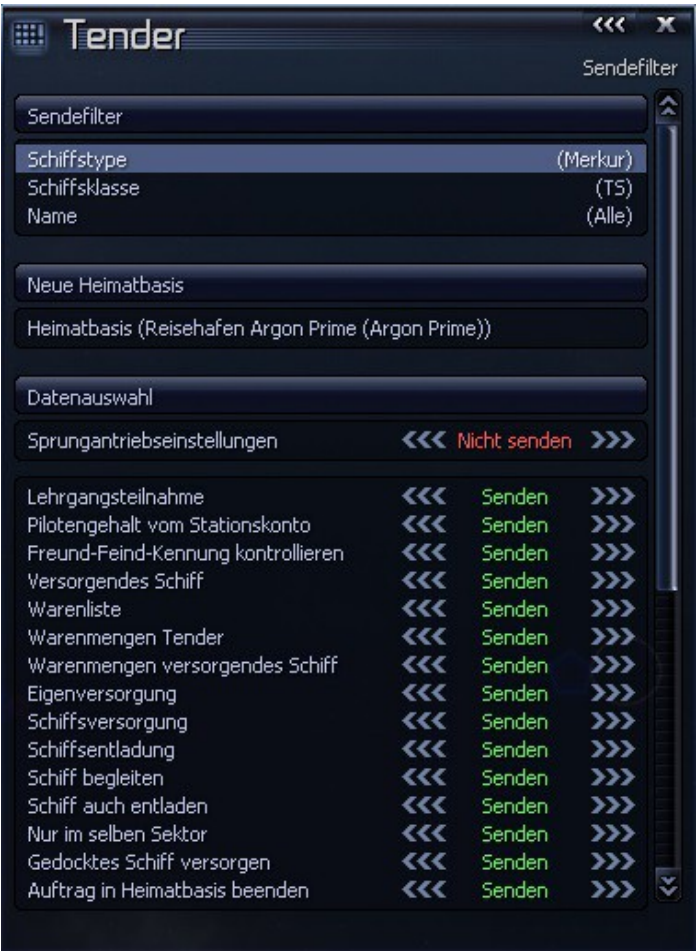 Tender
Sendefilter
Sendefilter
Schiffstype (Merkur)
Schiffsklasse (TS)
Name (Alle)
Neue Heimatbasis
Heimatbasis (Reisehafen Argon Prime (Argon Prime))
Datenauswahl
Sprungantriebseinstellungen Nicht senden
Lehrgangsteilnahme Senden
Pilotengehalt vom Stationskonto Senden
Freund-Feind-Kennung kontrollieren Senden
Versorgendes Schiff Senden
Warenliste Senden
Warenmengen Tender Senden
Warenmengen versorgendes Schiff Senden
Eigenversorgung Senden
Schiffsversorgung Senden
Schiffsentladung Senden
Schiff begleiten Senden
Schiff auch entladen Senden
Nur im selben Sektor Senden
Gedocktes Schiff versorgen Senden
Auftrag in Heimatbasis beenden Senden